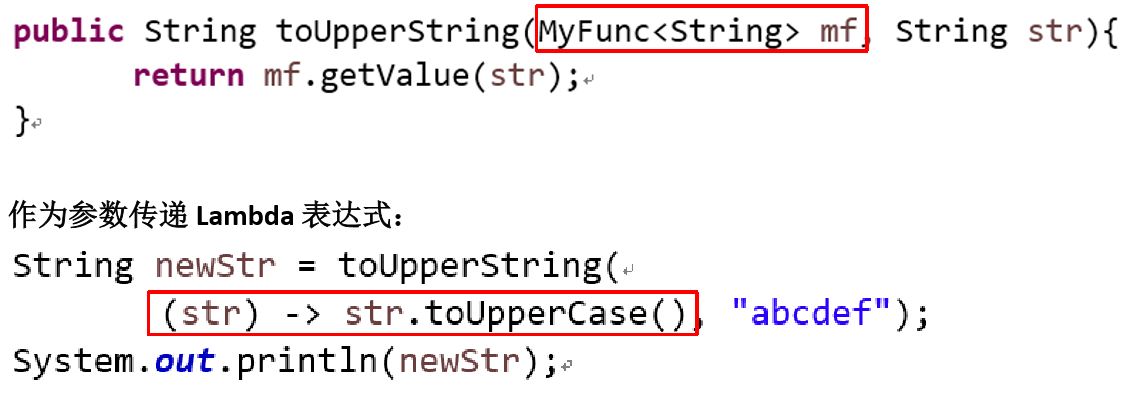 public String toUpperString(MyFunc<String> mf, String str){
return mf.getValue(str);
}
作为参数传递 Lambda 表达式：
String newStr = toUpperString(
(str) -> str.toUpperCase(), "abcdef");
System.out.println(newStr);